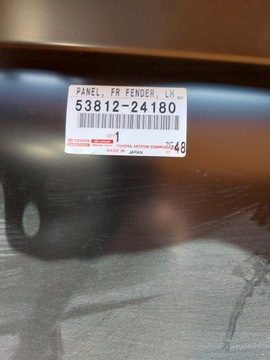 PANEL, FR FENDER, LH
53812-24180
1
TOYOTA TOYOTA MOTOR CORPORATION
48
MADE IN JAPAN